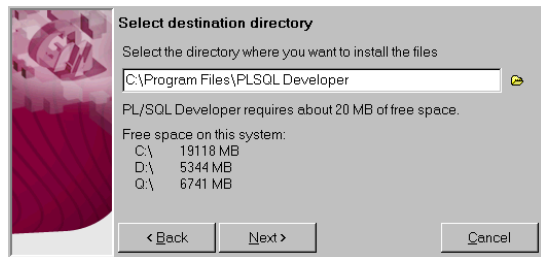 Select destination directory
Select the directory where you want to install the files
C:\Program Files\PLSQL Developer
PL/SQL Developer requires about 20 MB of free space.
Free space on this system:
C:\ 19118 MB
D:\ 5344 MB
Q:\ 6741 MB
< Back Next > Cancel